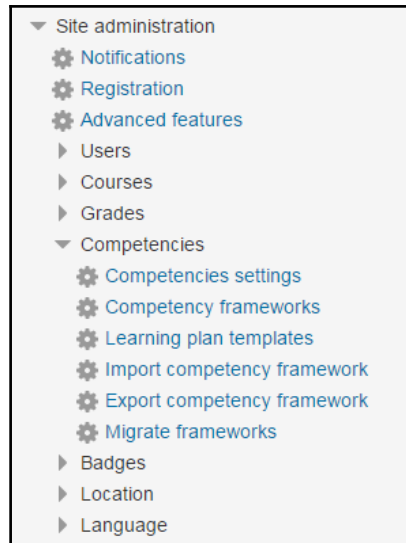 Site administration
Notifications
Registration
Advanced features
Users
Courses
Grades
Competencies
Competencies settings
Competency frameworks
Learning plan templates
Import competency framework
Export competency framework
Migrate frameworks
Badges
Location
Language